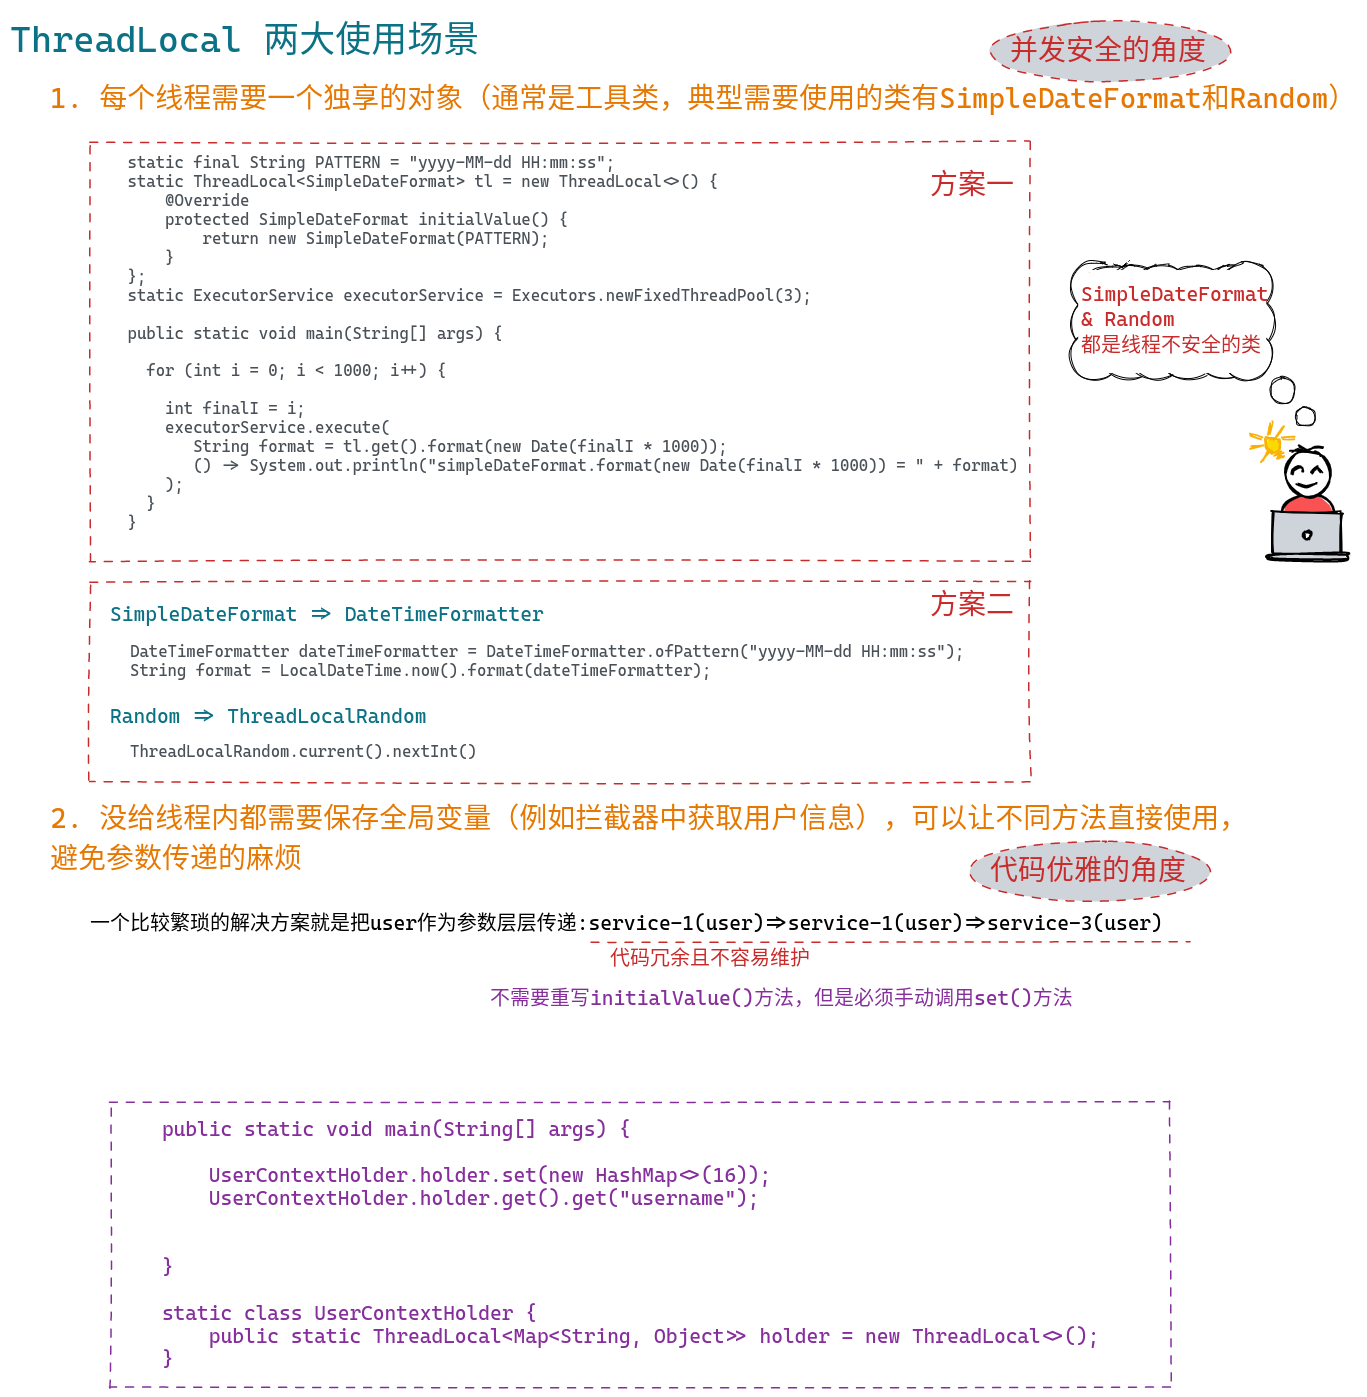 ThreadLocal 两大使用场景
并发安全的角度
1. 每个线程需要一个独享的对象（通常是工具类，典型需要使用的类有SimpleDateFormat和Random）
static final String PATTERN = "yyyy-MM-dd HH:mm:ss";
static ThreadLocal<SimpleDateFormat> tl = new ThreadLocal<>() {
@Override
protected SimpleDateFormat initialValue() {
return new SimpleDateFormat(PATTERN);
}
};
static ExecutorService executorService = Executors.newFixedThreadPool(3);
public static void main(String[] args) {
for (int i = 0; i < 1000; i++) {
int finalI = i;
executorService.execute(
String format = tl.get().format(new Date(finalI * 1000));
() -> System.out.println("simpleDateFormat.format(new Date(finalI * 1000)) = " + format)
);
}
}
方案一
SimpleDateFormat
& Random
都是线程不安全的类
方案二
SimpleDateFormat => DateTimeFormatter
DateTimeFormatter dateTimeFormatter = DateTimeFormatter.ofPattern("yyyy-MM-dd HH:mm:ss");
String format = LocalDateTime.now().format(dateTimeFormatter);
Random => ThreadLocalRandom
ThreadLocalRandom.current().nextInt()
2. 没给线程内都需要保存全局变量（例如拦截器中获取用户信息），可以让不同方法直接使用，
避免参数传递的麻烦
代码优雅的角度
一个比较繁琐的解决方案就是把user作为参数层层传递:service-1(user)=>service-1(user)=>service-3(user)
代码冗余且不容易维护
不需要重写initialValue()方法，但是必须手动调用set()方法
public static void main(String[] args) {
UserContextHolder.holder.set(new HashMap<>(16));
UserContextHolder.holder.get().get("username");
}
static class UserContextHolder {
public static ThreadLocal<Map<String, Object>> holder = new ThreadLocal<>();
}